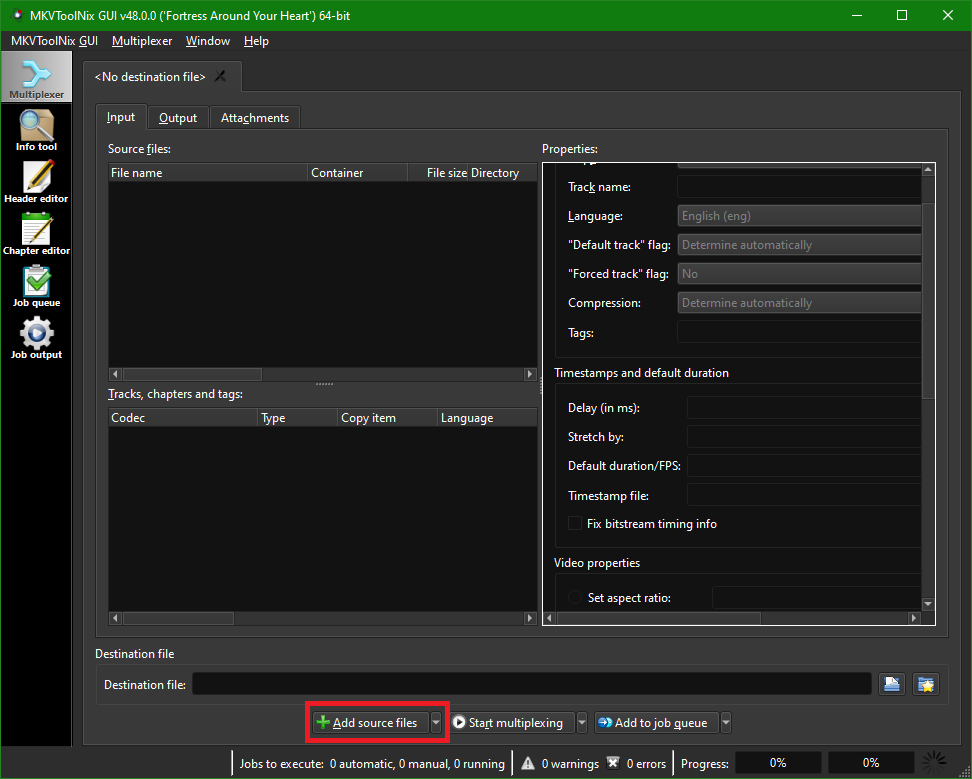 MKVToolNix GUI v48.0.0 ('Fortress Around Your Heart') 64-bit
MKVToolNix GUI Multiplexer Window Help
Multiplexer
Info tool
Header editor
Chapter editor
Job queue
Job output
<No destination file>
Input Output Attachments
Source files:
File name Container File size Directory
Tracks, chapters and tags:
Codec Type Copy item Language
Properties:
Track name:
Language: English (eng)
"Default track" flag: Determine automatically
"Forced track" flag: No
Compression: Determine automatically
Tags:
Timestamps and default duration
Delay (in ms):
Stretch by:
Default duration/FPS:
Timestamp file:
Fix bitstream timing info
Video properties
Set aspect ratio:
Destination file
Destination file:
Add source files Start multiplexing Add to job queue
Jobs to execute: 0 automatic, 0 manual, 0 running 0 warnings 0 errors Progress: 0% 0%